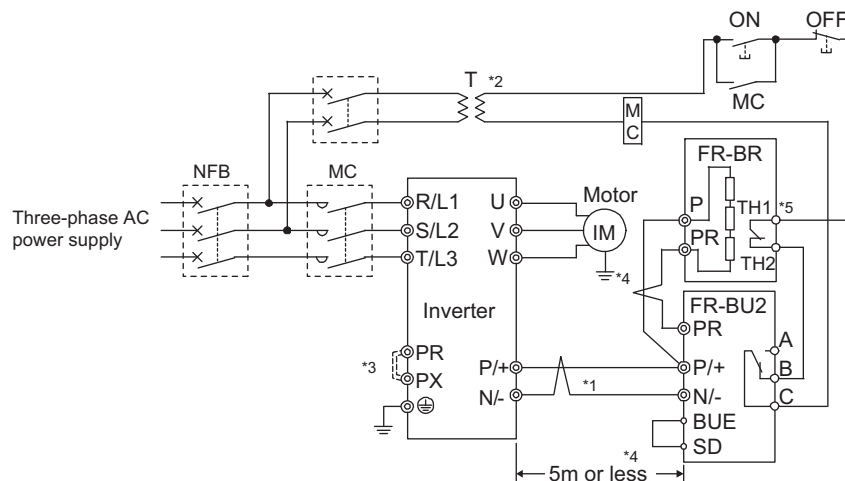 ON
OFF
T *2
MC
MC
FR-BR
NFB
MC
P
TH1 *5
PR
TH2
Three-phase AC
power supply
R/L1
S/L2
T/L3
U
V
W
Motor
IM
*4
Inverter
FR-BU2
PR
A
*3
PR
PX
P/+
N/-
*1
P/+
N/-
B
C
BUE
SD
*4
5m or less